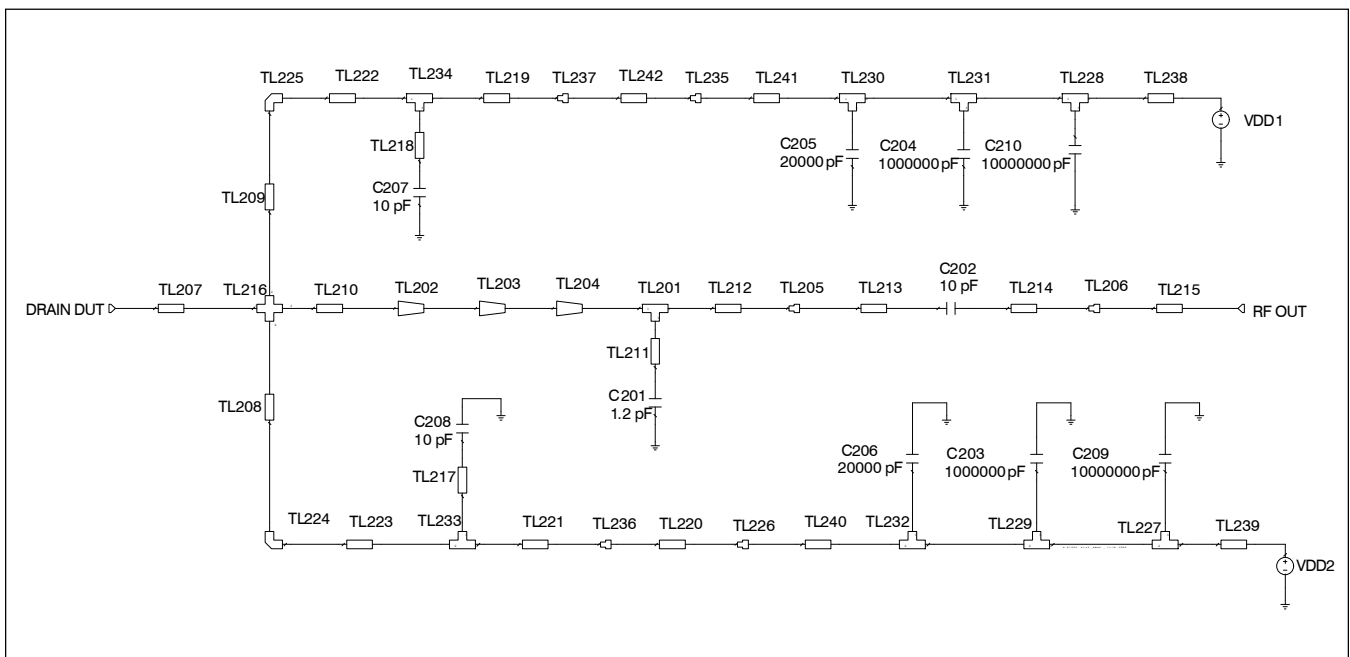 TL225 TL222 TL234 TL219 TL237 TL242 TL235 TL241 TL230 TL231 TL228 TL238
VDD1
TL218
C205
20000 pF
C204
1000000 pF
C210
10000000 pF
C207
10 pF
TL209
DRAIN DUT
TL207 TL216 TL210 TL202 TL203 TL204 TL201 TL212 TL205 TL213
C202
10 pF
TL214 TL206 TL215
RF OUT
TL211
C201
1.2 pF
TL208
C208
10 pF
TL217
C206
20000 pF
C203
1000000 pF
C209
10000000 pF
TL224 TL223 TL233 TL221 TL236 TL220 TL226 TL240 TL232 TL229 TL227 TL239
VDD2